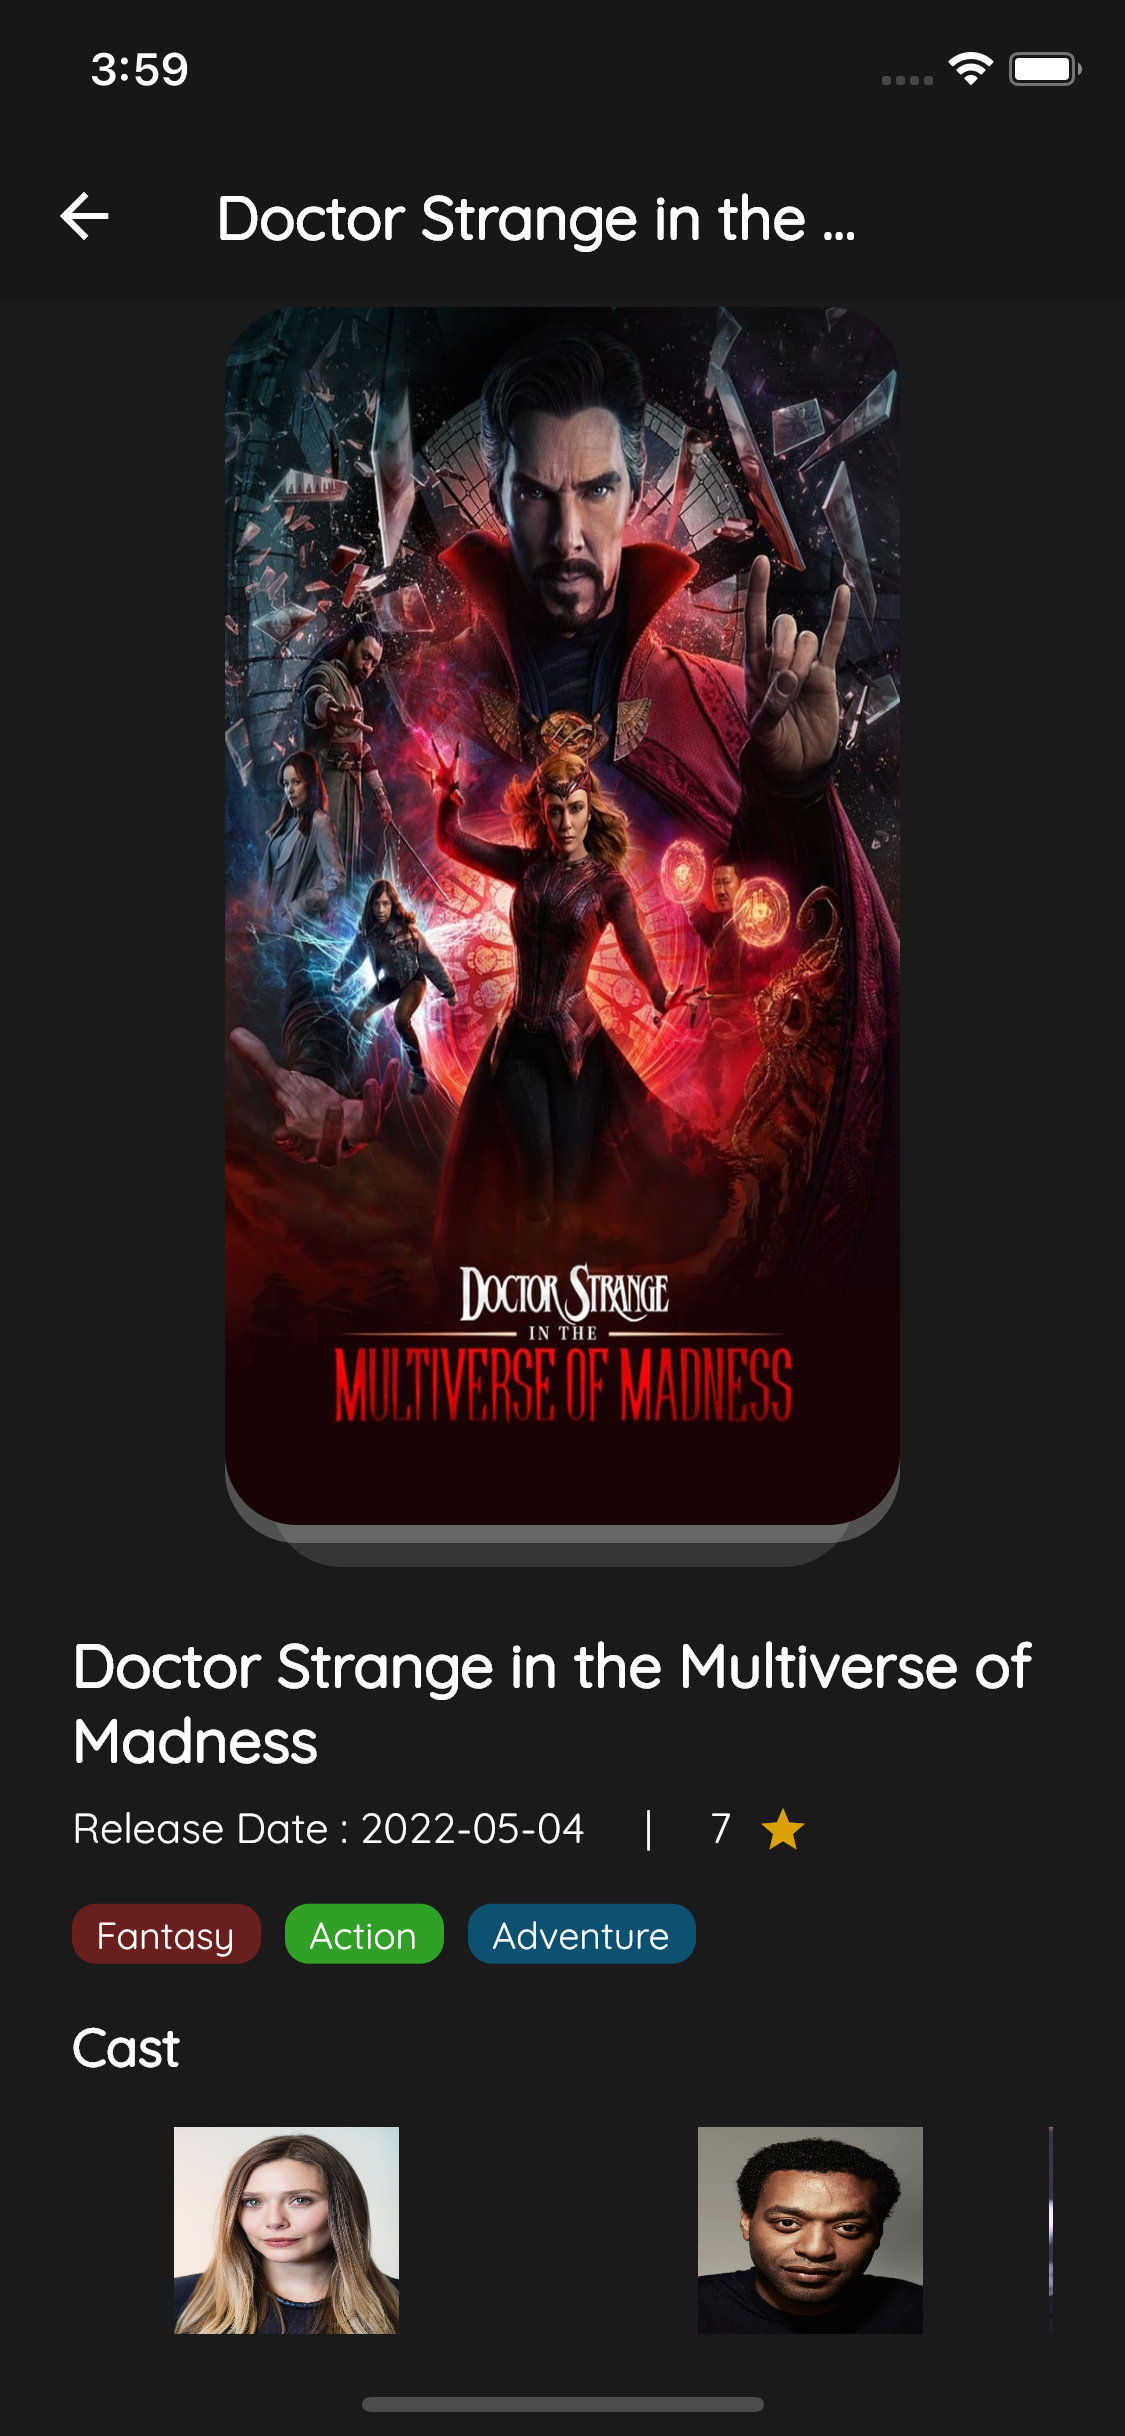 3:59
Doctor Strange in the ...
DOCTOR STRANGE
IN THE
MULTIVERSE OF MADNESS
Doctor Strange in the Multiverse of
Madness
Release Date : 2022-05-04 | 7
Fantasy Action Adventure
Cast